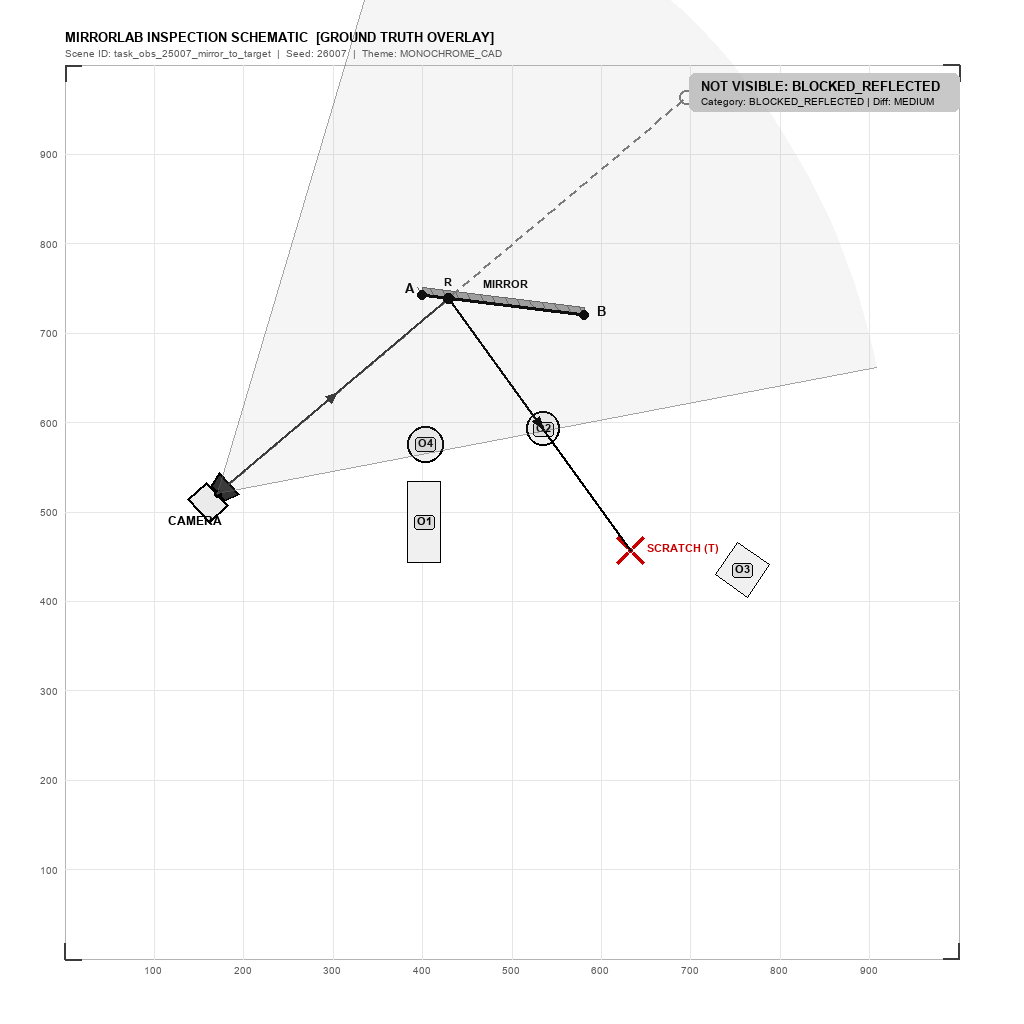 MIRRORLAB INSPECTION SCHEMATIC [GROUND TRUTH OVERLAY]
Scene ID: task_obs_25007_mirror_to_target | Seed: 26007 | Theme: MONOCHROME_CAD
NOT VISIBLE: BLOCKED_REFLECTED
Category: BLOCKED_REFLECTED | Diff: MEDIUM
900
800
A
R
MIRROR
B
700
600
O4
O2
500
CAMERA
O1
SCRATCH (T)
O3
400
300
200
100
100 200 300 400 500 600 700 800 900